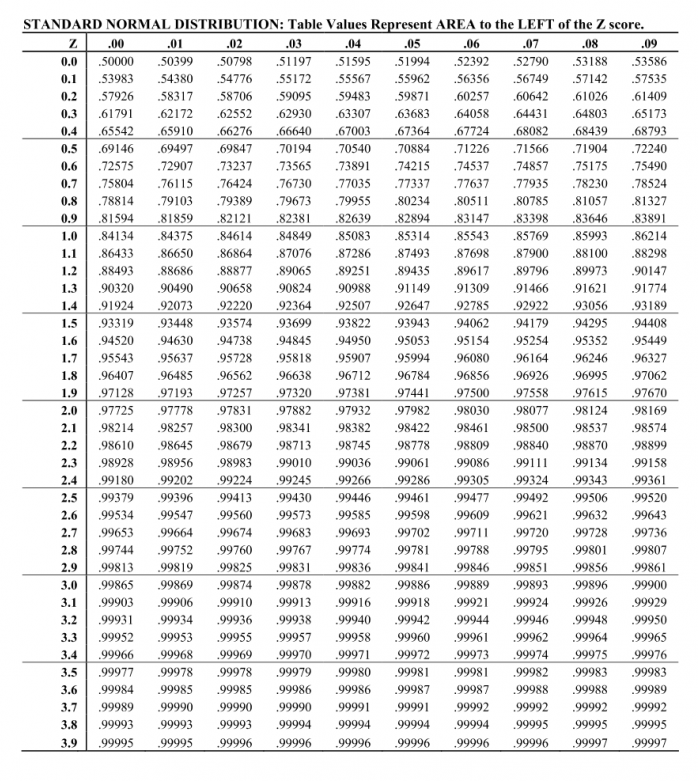 STANDARD NORMAL DISTRIBUTION: Table Values Represent AREA to the LEFT of the Z score.
Z .00 .01 .02 .03 .04 .05 .06 .07 .08 .09
0.0 .50000 .50399 .50798 .51197 .51595 .51994 .52392 .52790 .53188 .53586
0.1 .53983 .54380 .54776 .55172 .55567 .55962 .56356 .56749 .57142 .57535
0.2 .57926 .58317 .58706 .59095 .59483 .59871 .60257 .60642 .61026 .61409
0.3 .61791 .62172 .62552 .62930 .63307 .63683 .64058 .64431 .64803 .65173
0.4 .65542 .65910 .66276 .66640 .67003 .67364 .67724 .68082 .68439 .68793
0.5 .69146 .69497 .69847 .70194 .70540 .70884 .71226 .71566 .71904 .72240
0.6 .72575 .72907 .73237 .73565 .73891 .74215 .74537 .74857 .75175 .75490
0.7 .75804 .76115 .76424 .76730 .77035 .77337 .77637 .77935 .78230 .78524
0.8 .78814 .79103 .79389 .79673 .79955 .80234 .80511 .80785 .81057 .81327
0.9 .81594 .81859 .82121 .82381 .82639 .82894 .83147 .83398 .83646 .83891
1.0 .84134 .84375 .84614 .84849 .85083 .85314 .85543 .85769 .85993 .86214
1.1 .86433 .86650 .86864 .87076 .87286 .87493 .87698 .87900 .88100 .88298
1.2 .88493 .88686 .88877 .89065 .89251 .89435 .89617 .89796 .89973 .90147
1.3 .90320 .90490 .90658 .90824 .90988 .91149 .91309 .91466 .91621 .91774
1.4 .91924 .92073 .92220 .92364 .92507 .92647 .92785 .92922 .93056 .93189
1.5 .93319 .93448 .93574 .93699 .93822 .93943 .94062 .94179 .94295 .94408
1.6 .94520 .94630 .94738 .94845 .94950 .95053 .95154 .95254 .95352 .95449
1.7 .95543 .95637 .95728 .95818 .95907 .95994 .96080 .96164 .96246 .96327
1.8 .96407 .96485 .96562 .96638 .96712 .96784 .96856 .96926 .96995 .97062
1.9 .97128 .97193 .97257 .97320 .97381 .97441 .97500 .97558 .97615 .97670
2.0 .97725 .97778 .97831 .97882 .97932 .97982 .98030 .98077 .98124 .98169
2.1 .98214 .98257 .98300 .98341 .98382 .98422 .98461 .98500 .98537 .98574
2.2 .98610 .98645 .98679 .98713 .98745 .98778 .98809 .98840 .98870 .98899
2.3 .98928 .98956 .98983 .99010 .99036 .99061 .99086 .99111 .99134 .99158
2.4 .99180 .99202 .99224 .99245 .99266 .99286 .99305 .99324 .99343 .99361
2.5 .99379 .99396 .99413 .99430 .99446 .99461 .99477 .99492 .99506 .99520
2.6 .99534 .99547 .99560 .99573 .99585 .99598 .99609 .99621 .99632 .99643
2.7 .99653 .99664 .99674 .99683 .99693 .99702 .99711 .99720 .99728 .99736
2.8 .99744 .99752 .99760 .99767 .99774 .99781 .99788 .99795 .99801 .99807
2.9 .99813 .99819 .99825 .99831 .99836 .99841 .99846 .99851 .99856 .99861
3.0 .99865 .99869 .99874 .99878 .99882 .99886 .99889 .99893 .99896 .99900
3.1 .99903 .99906 .99910 .99913 .99916 .99918 .99921 .99924 .99926 .99929
3.2 .99931 .99934 .99936 .99938 .99940 .99942 .99944 .99946 .99948 .99950
3.3 .99952 .99953 .99955 .99957 .99958 .99960 .99961 .99962 .99964 .99965
3.4 .99966 .99968 .99969 .99970 .99971 .99972 .99973 .99974 .99975 .99976
3.5 .99977 .99978 .99978 .99979 .99980 .99981 .99981 .99982 .99983 .99983
3.6 .99984 .99985 .99985 .99986 .99986 .99987 .99987 .99988 .99988 .99989
3.7 .99989 .99990 .99990 .99990 .99991 .99991 .99992 .99992 .99992 .99992
3.8 .99993 .99993 .99993 .99994 .99994 .99994 .99994 .99995 .99995 .99995
3.9 .99995 .99995 .99996 .99996 .99996 .99996 .99996 .99996 .99997 .99997